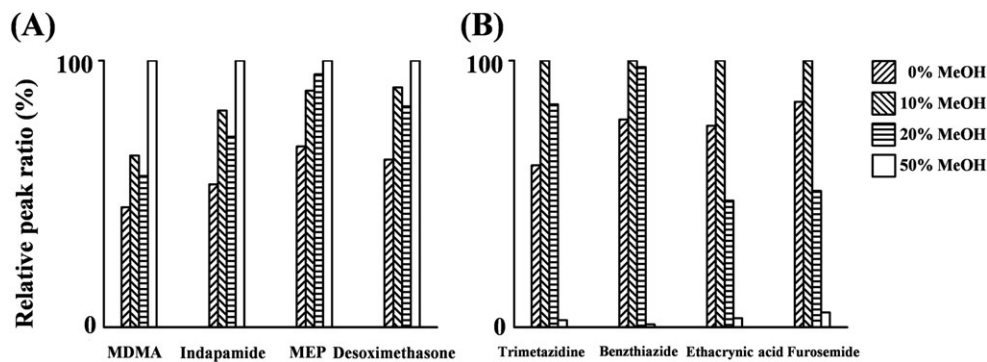 (A)
(B)
Relative peak ratio (%)
100
0
MDMA Indapamide MEP Desoximethasone
100
0
Trimetazidine Benzthiazide Ethacrynic acid Furosemide
0% MeOH
10% MeOH
20% MeOH
50% MeOH